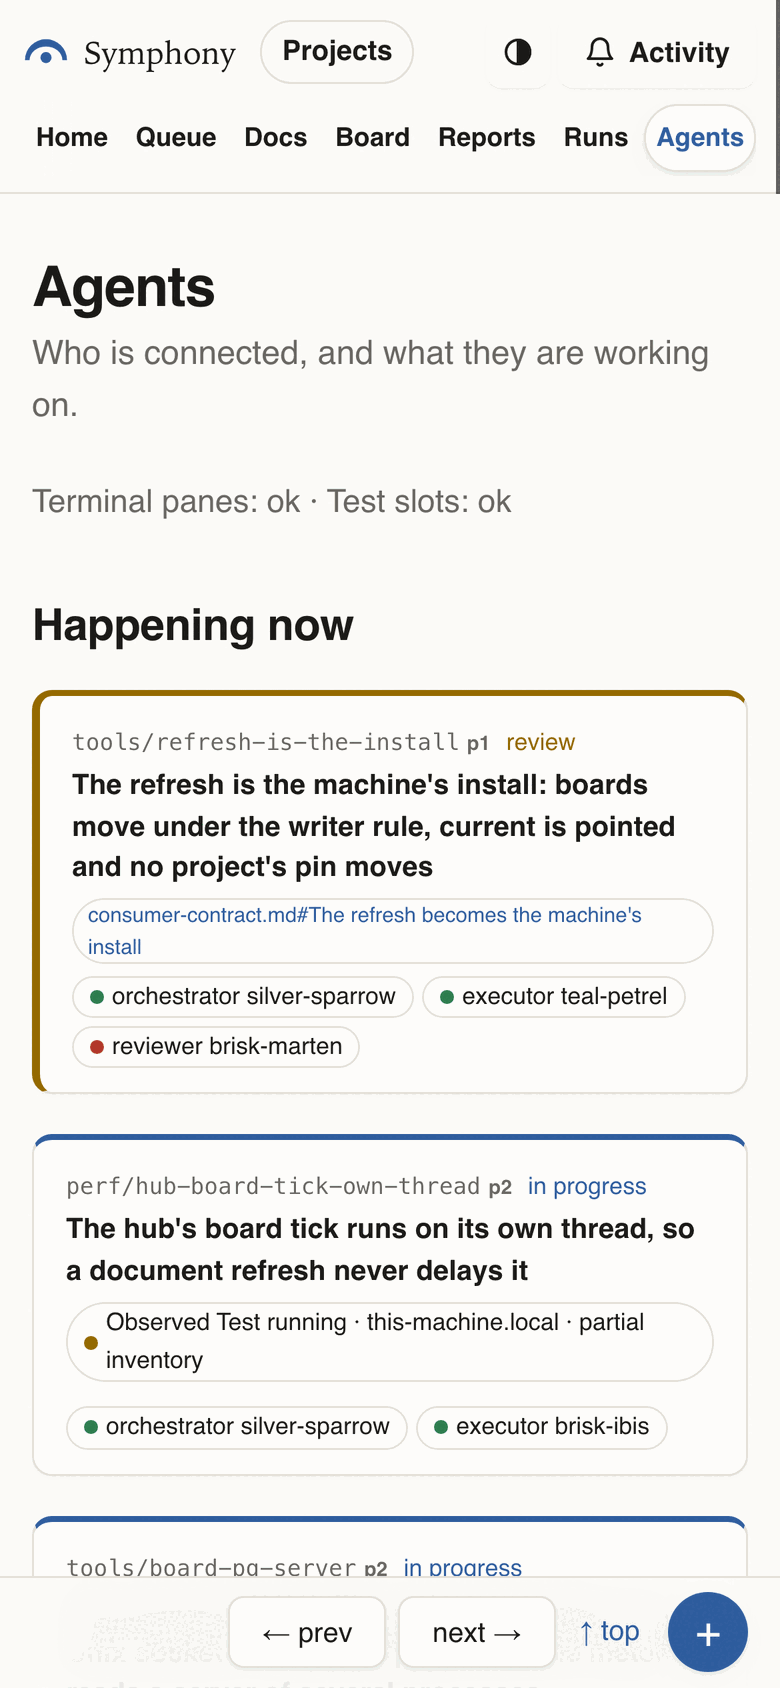 Symphony Projects Activity
Home Queue Docs Board Reports Runs Agents
Agents
Who is connected, and what they are working
on.
Terminal panes: ok · Test slots: ok
Happening now
tools/refresh-is-the-install p1 review
The refresh is the machine's install: boards
move under the writer rule, current is pointed
and no project's pin moves
consumer-contract.md#The refresh becomes the machine's
install
orchestrator silver-sparrow executor teal-petrel
reviewer brisk-marten
perf/hub-board-tick-own-thread p2 in progress
The hub's board tick runs on its own thread, so
a document refresh never delays it
Observed Test running · this-machine.local · partial
inventory
orchestrator silver-sparrow executor brisk-ibis
tools/board-pg-server p2 in progress
← prev next → ↑ top +